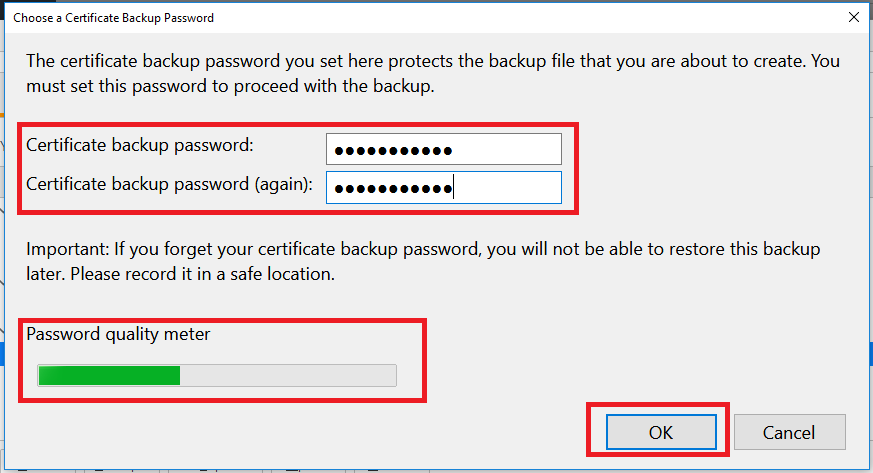 Choose a Certificate Backup Password
The certificate backup password you set here protects the backup file that you are about to create. You
must set this password to proceed with the backup.
Certificate backup password: ●●●●●●●●●●●
Certificate backup password (again): ●●●●●●●●●●●
Important: If you forget your certificate backup password, you will not be able to restore this backup
later. Please record it in a safe location.
Password quality meter
OK Cancel